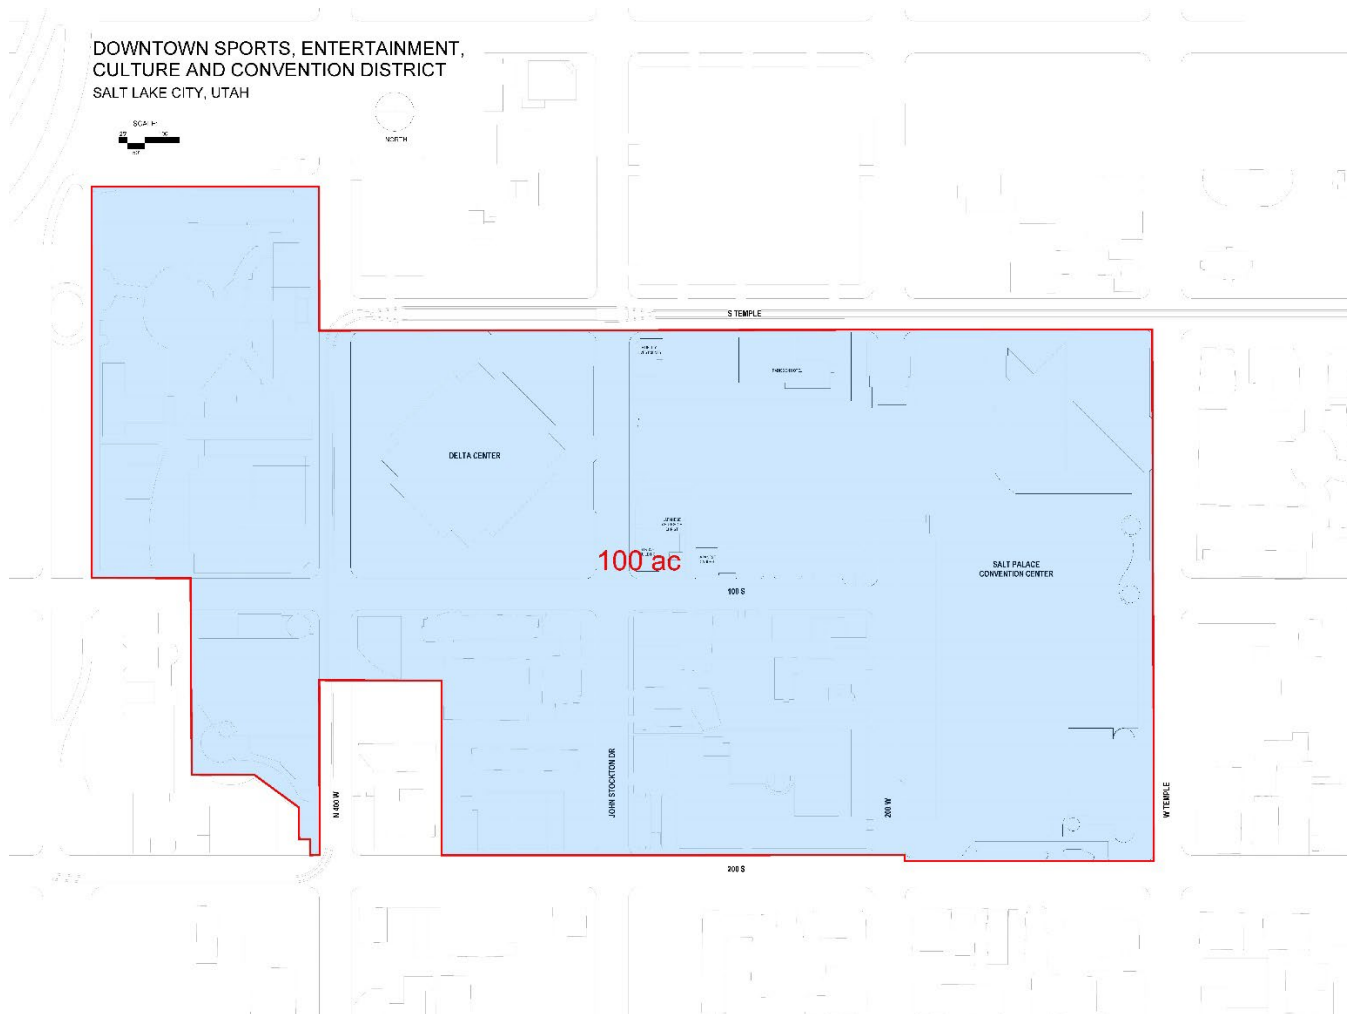 DOWNTOWN SPORTS, ENTERTAINMENT,
CULTURE AND CONVENTION DISTRICT
SALT LAKE CITY, UTAH
SCALE:
NORTH
S TEMPLE
DELTA CENTER
100 ac
SALT PALACE
CONVENTION CENTER
100 S
JOHN STOCKTON DR
N 400 W
200 W
W TEMPLE
200 S